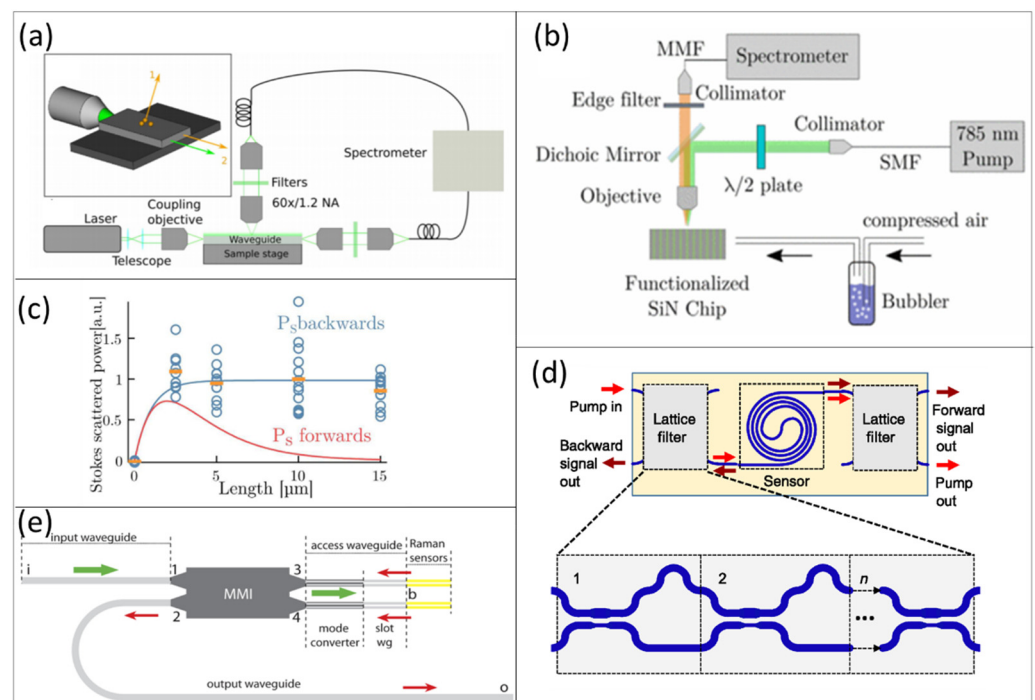 (a)
1
2
Laser
Telescope
Coupling
objective
Filters
60x/1.2 NA
Waveguide
Sample stage
Spectrometer
(b)
MMF
Spectrometer
Collimator
Edge filter
Collimator
785 nm
Pump
Dichoic Mirror
SMF
λ/2 plate
Objective
compressed air
Functionalized
SiN Chip
Bubbler
(c)
Stokes scattered power[a.u.]
1.5
1
0.5
0
PSbackwards
PS forwards
0
5
10
15
Length [μm]
(d)
Pump in
Lattice
filter
Backward
signal
out
Sensor
Lattice
filter
Forward
signal
out
Pump
out
1
2
n
...
(e)
input waveguide
access waveguide
Raman
sensors
i
1
3
MMI
b
2
4
mode
converter
slot
wg
output waveguide
o